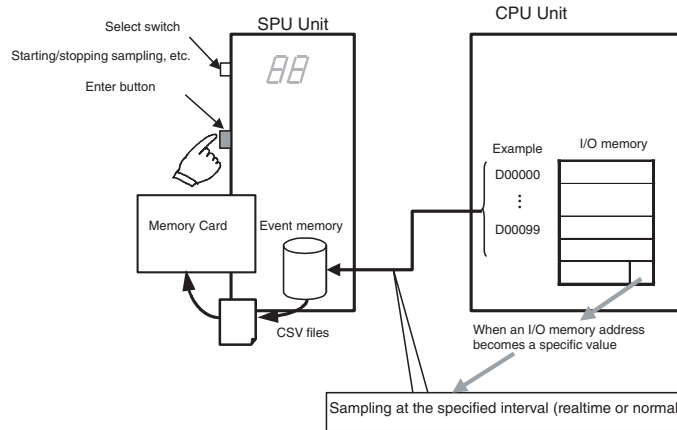 SPU Unit
CPU Unit
Select switch
Starting/stopping sampling, etc.
Enter button
88
Example
I/O memory
D00000
⋮
D00099
Memory Card
Event memory
CSV files
When an I/O memory address
becomes a specific value
Sampling at the specified interval (realtime or normal